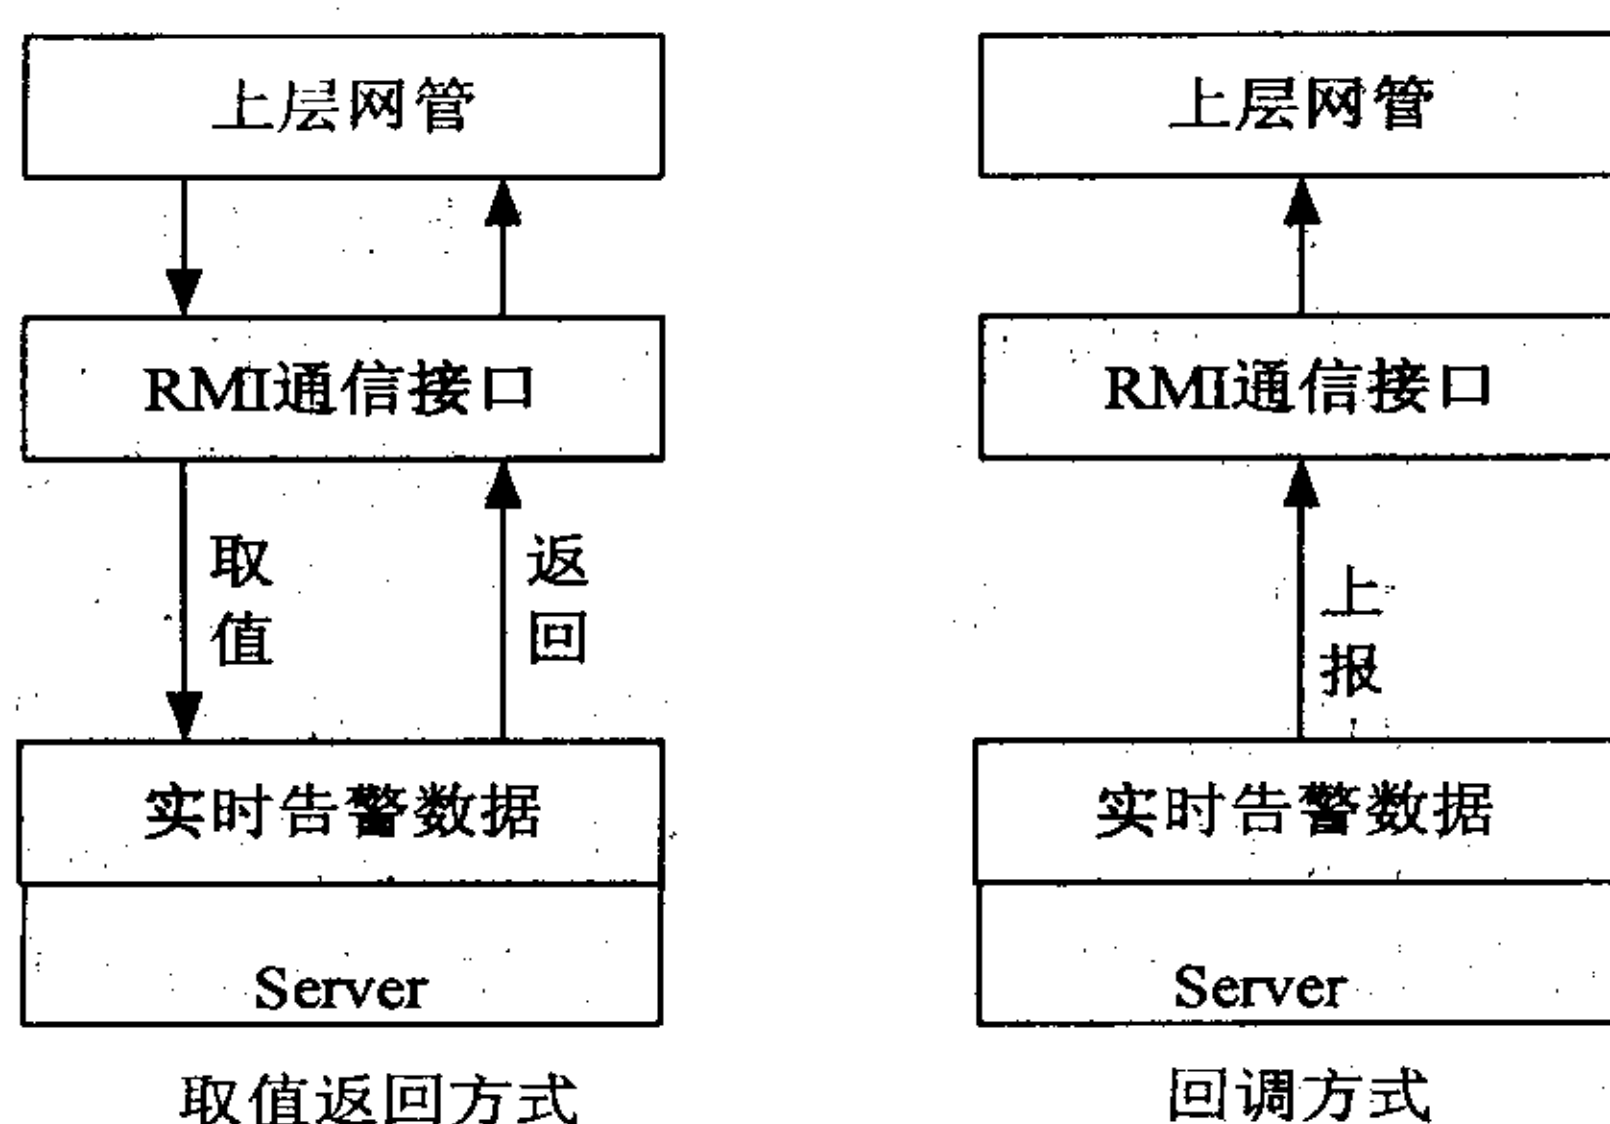 上层网管
RMI通信接口
取值
返回
实时告警数据
Server
取值返回方式
上层网管
RMI通信接口
上报
实时告警数据
Server
回调方式